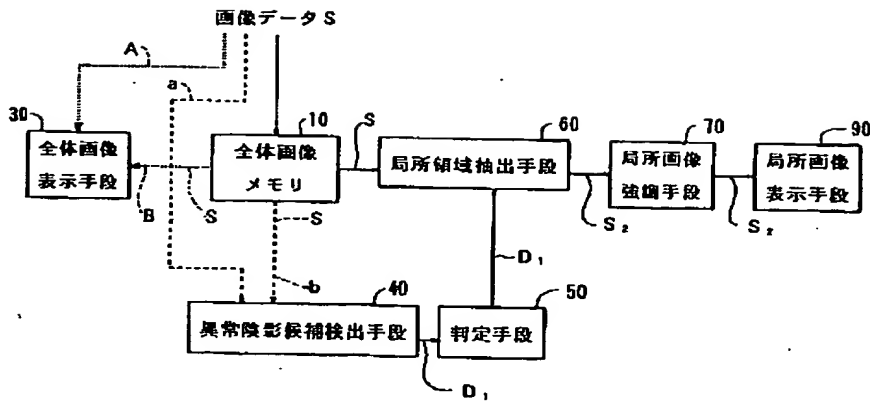 画像データS
A
a
30
全体画像
表示手段
B
S
10
全体画像
メモリ
S
60
局所領域抽出手段
S₂
70
局所画像
強調手段
S₂
90
局所画像
表示手段
S
b
D₁
40
異常陰影候補検出手段
D₁
50
判定手段